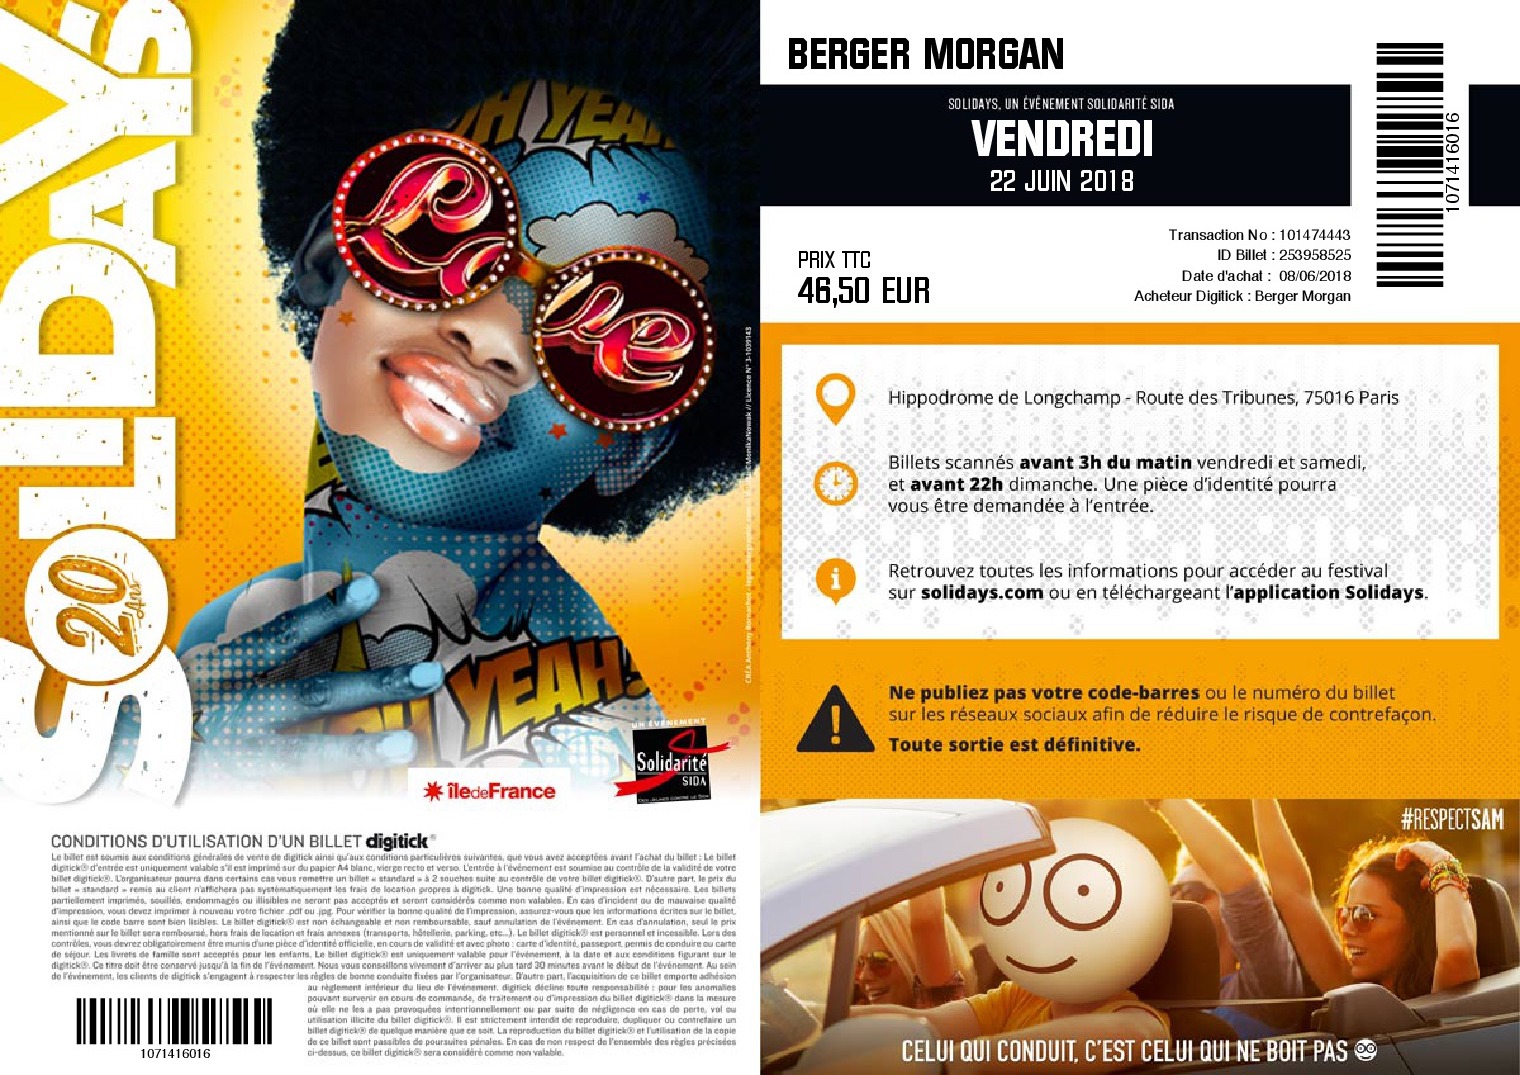 SOLIDAYS
20
Ans
OH YEAH
Lo
ve
YEAH!
CRÉA Anthony
// Licence N° 3-1039143
UN ÉVÉNEMENT
Solidarité
SIDA
îledeFrance
CONDITIONS D'UTILISATION D'UN BILLET digitick®
Le billet est soumis aux conditions générales de vente de digitick ainsi qu'aux conditions particulières suivantes, que vous avez acceptées avant l'achat du billet : Le billet
digitick® d'entrée est uniquement valable s'il est imprimé sur du papier A4 blanc, vierge recto et verso. L'entrée à l'événement est soumise au contrôle de la validité de votre
billet digitick®. L'organisateur pourra dans certains cas vous remettre un billet « standard » à 2 souches suite au contrôle de votre billet digitick®. D'autre part, le prix du
billet « standard » remis au client n'affichera pas systématiquement les frais de location propres à digitick. Une bonne qualité d'impression est nécessaire. Les billets
partiellement imprimés, souillés, endommagés ou illisibles ne seront pas acceptés et seront considérés comme non valables. En cas d'incident ou de mauvaise qualité
d'impression, vous devez imprimer à nouveau votre fichier .pdf ou .jpg. Pour vérifier la bonne qualité de l'impression, assurez-vous que les informations écrites sur le billet,
ainsi que le code barre sont bien lisibles. Le billet digitick® est non échangeable et non remboursable, sauf annulation de l'événement. En cas d'annulation, seul le prix
mentionné sur le billet sera remboursé, hors frais de location et frais annexes (transports, hôtellerie, parking, etc...). Le billet digitick® est personnel et incessible. Lors des
contrôles, vous devrez obligatoirement être munis d'une pièce d'identité officielle, en cours de validité et avec photo : carte d'identité, passeport, permis de conduire ou carte
de séjour. Les livrets de famille sont acceptés pour les enfants. Le billet digitick® est uniquement valable pour l'événement, à la date et aux conditions figurant sur le
digitick®. Ce titre doit être conservé jusqu'à la fin de l'événement. Nous vous conseillons vivement d'arriver au plus tard 30 minutes avant le début de l'événement. Au sein
de l'événement, les clients de digitick s'engagent à respecter les règles de bonne conduite fixées par l'organisateur. D'autre part, l'acquisition de ce billet emporte adhésion
au règlement intérieur du lieu de l'événement. digitick décline toute responsabilité : pour les anomalies
pouvant survenir en cours de commande, de traitement ou d'impression du billet digitick® dans la mesure
où elle ne les a pas provoquées intentionnellement ou par suite de négligence en cas de perte, vol ou
utilisation illicite du billet digitick®. Il est strictement interdit de reproduire, dupliquer ou contrefaire un
billet digitick® de quelque manière que ce soit. La reproduction du billet digitick® et l'utilisation de la copie
de ce billet sont passibles de poursuites pénales. En cas de non respect de l'ensemble des règles précisées
ci-dessus, ce billet digitick® sera considéré comme non valable.
1071416016
BERGER MORGAN
SOLIDAYS, UN ÉVÉNEMENT SOLIDARITÉ SIDA
VENDREDI
22 JUIN 2018
1071416016
PRIX TTC
46,50 EUR
Transaction No : 101474443
ID Billet : 253958525
Date d'achat : 08/06/2018
Acheteur Digitick : Berger Morgan
Hippodrome de Longchamp - Route des Tribunes, 75016 Paris
Billets scannés avant 3h du matin vendredi et samedi,
et avant 22h dimanche. Une pièce d'identité pourra
vous être demandée à l'entrée.
Retrouvez toutes les informations pour accéder au festival
sur solidays.com ou en téléchargeant l'application Solidays.
Ne publiez pas votre code-barres ou le numéro du billet
sur les réseaux sociaux afin de réduire le risque de contrefaçon.
Toute sortie est définitive.
#RESPECTSAM
CELUI QUI CONDUIT, C'EST CELUI QUI NE BOIT PAS